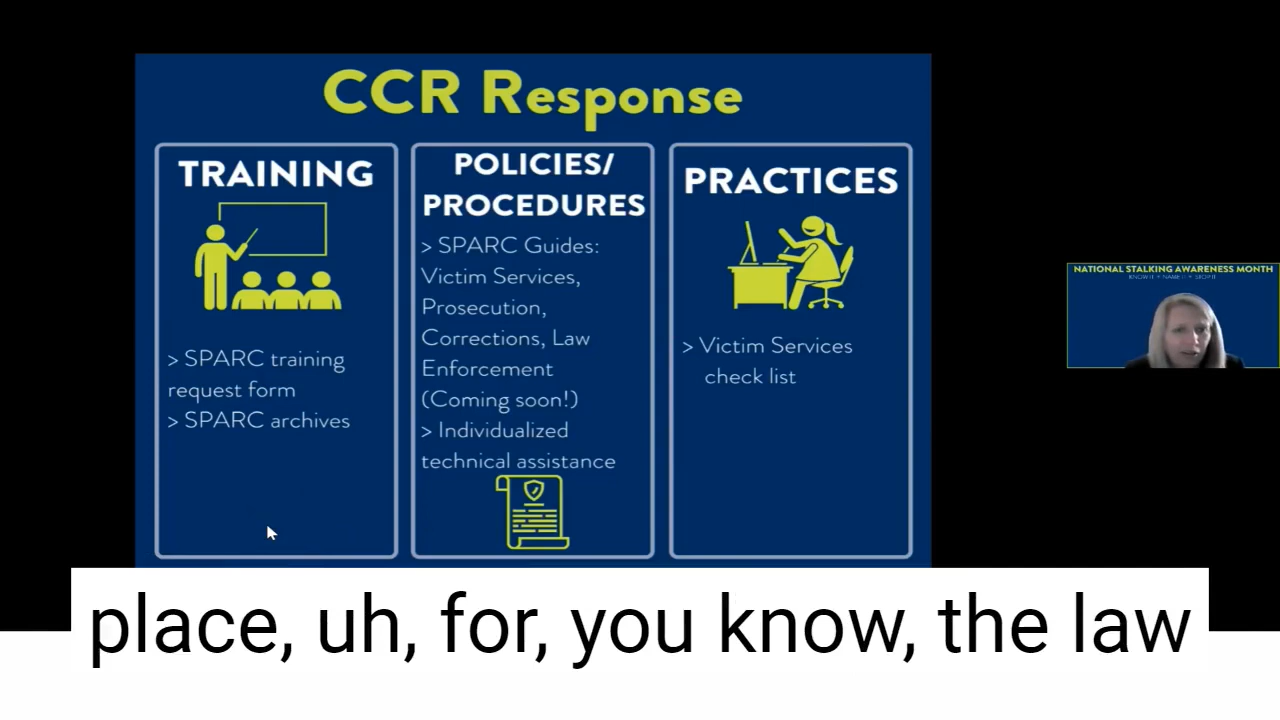 CCR Response
TRAINING
> SPARC training
request form
> SPARC archives
POLICIES/
PROCEDURES
> SPARC Guides:
Victim Services,
Prosecution,
Corrections, Law
Enforcement
(Coming soon!)
> Individualized
technical assistance
PRACTICES
> Victim Services
check list
NATIONAL STALKING AWARENESS MONTH
place, uh, for, you know, the law